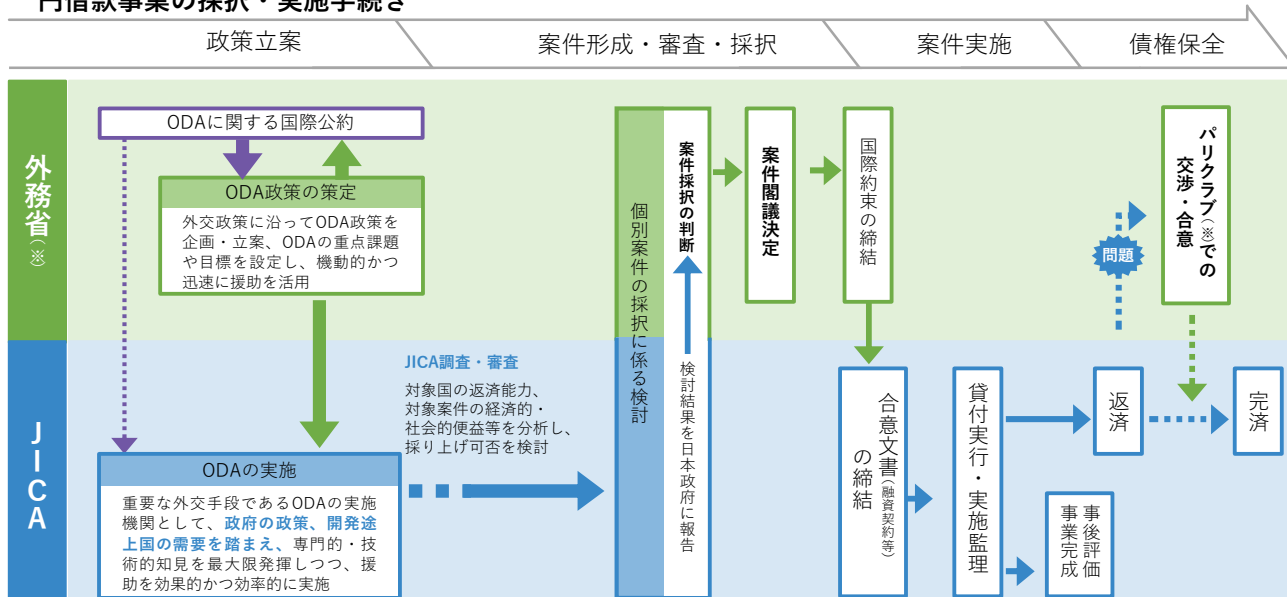 円借款事業の採択・実施手続き
政策立案
案件形成・審査・採択
案件実施
債権保全
外務省(※)
ODAに関する国際公約
ODA政策の策定
外交政策に沿ってODA政策を
企画・立案、ODAの重点課題
や目標を設定し、機動的かつ
迅速に援助を活用
個別案件の採択に係る検討
案件採択の判断
検討結果を日本政府に報告
案件閣議決定
国際約束の締結
問題
パリクラブ(※)での
交渉・合意
JICA
JICA調査・審査
対象国の返済能力、
対象案件の経済的・
社会的便益等を分析し、
採り上げ可否を検討
ODAの実施
重要な外交手段であるODAの実施
機関として、政府の政策、開発途
上国の需要を踏まえ、専門的・技
術的知見を最大限発揮しつつ、援
助を効果的かつ効率的に実施
合意文書(融資契約等)
の締結
貸付実行・実施監理
返済
完済
事後評価
事業完成